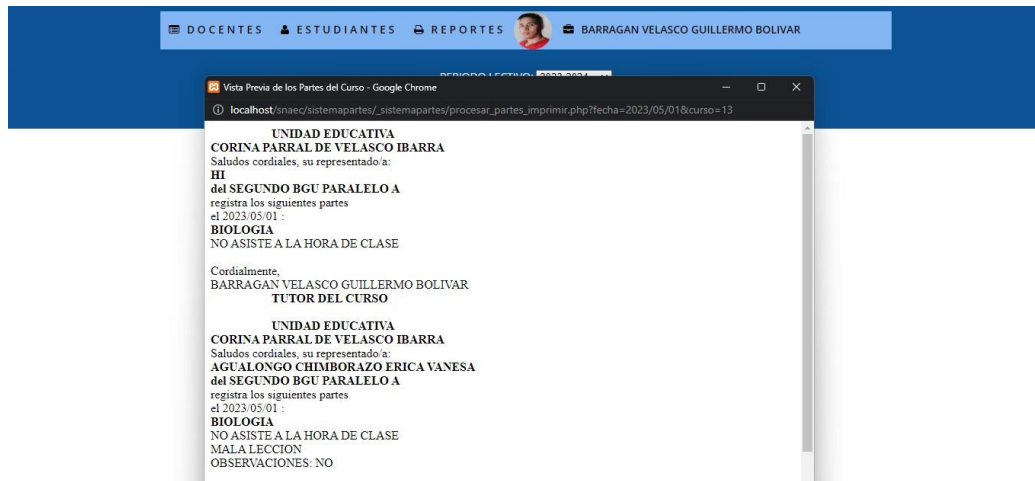 DOCENTES ESTUDIANTES REPORTES BARRAGAN VELASCO GUILLERMO BOLIVAR
PERIODO LECTIVO: 2023-2024
Vista Previa de los Partes del Curso - Google Chrome
localhost/snaec/sistemapartes/_sistemapartes/procesar_partes_imprimir.php?fecha=2023/05/01&curso=13
UNIDAD EDUCATIVA
CORINA PARRAL DE VELASCO IBARRA
Saludos cordiales, su representado/a:
HI
del SEGUNDO BGU PARALELO A
registra los siguientes partes
el 2023/05/01 :
BIOLOGIA
NO ASISTE A LA HORA DE CLASE
Cordialmente,
BARRAGAN VELASCO GUILLERMO BOLIVAR
TUTOR DEL CURSO
UNIDAD EDUCATIVA
CORINA PARRAL DE VELASCO IBARRA
Saludos cordiales, su representado/a:
AGUALONGO CHIMBORAZO ERICA VANESA
del SEGUNDO BGU PARALELO A
registra los siguientes partes
el 2023/05/01 :
BIOLOGIA
NO ASISTE A LA HORA DE CLASE
MALA LECCION
OBSERVACIONES: NO